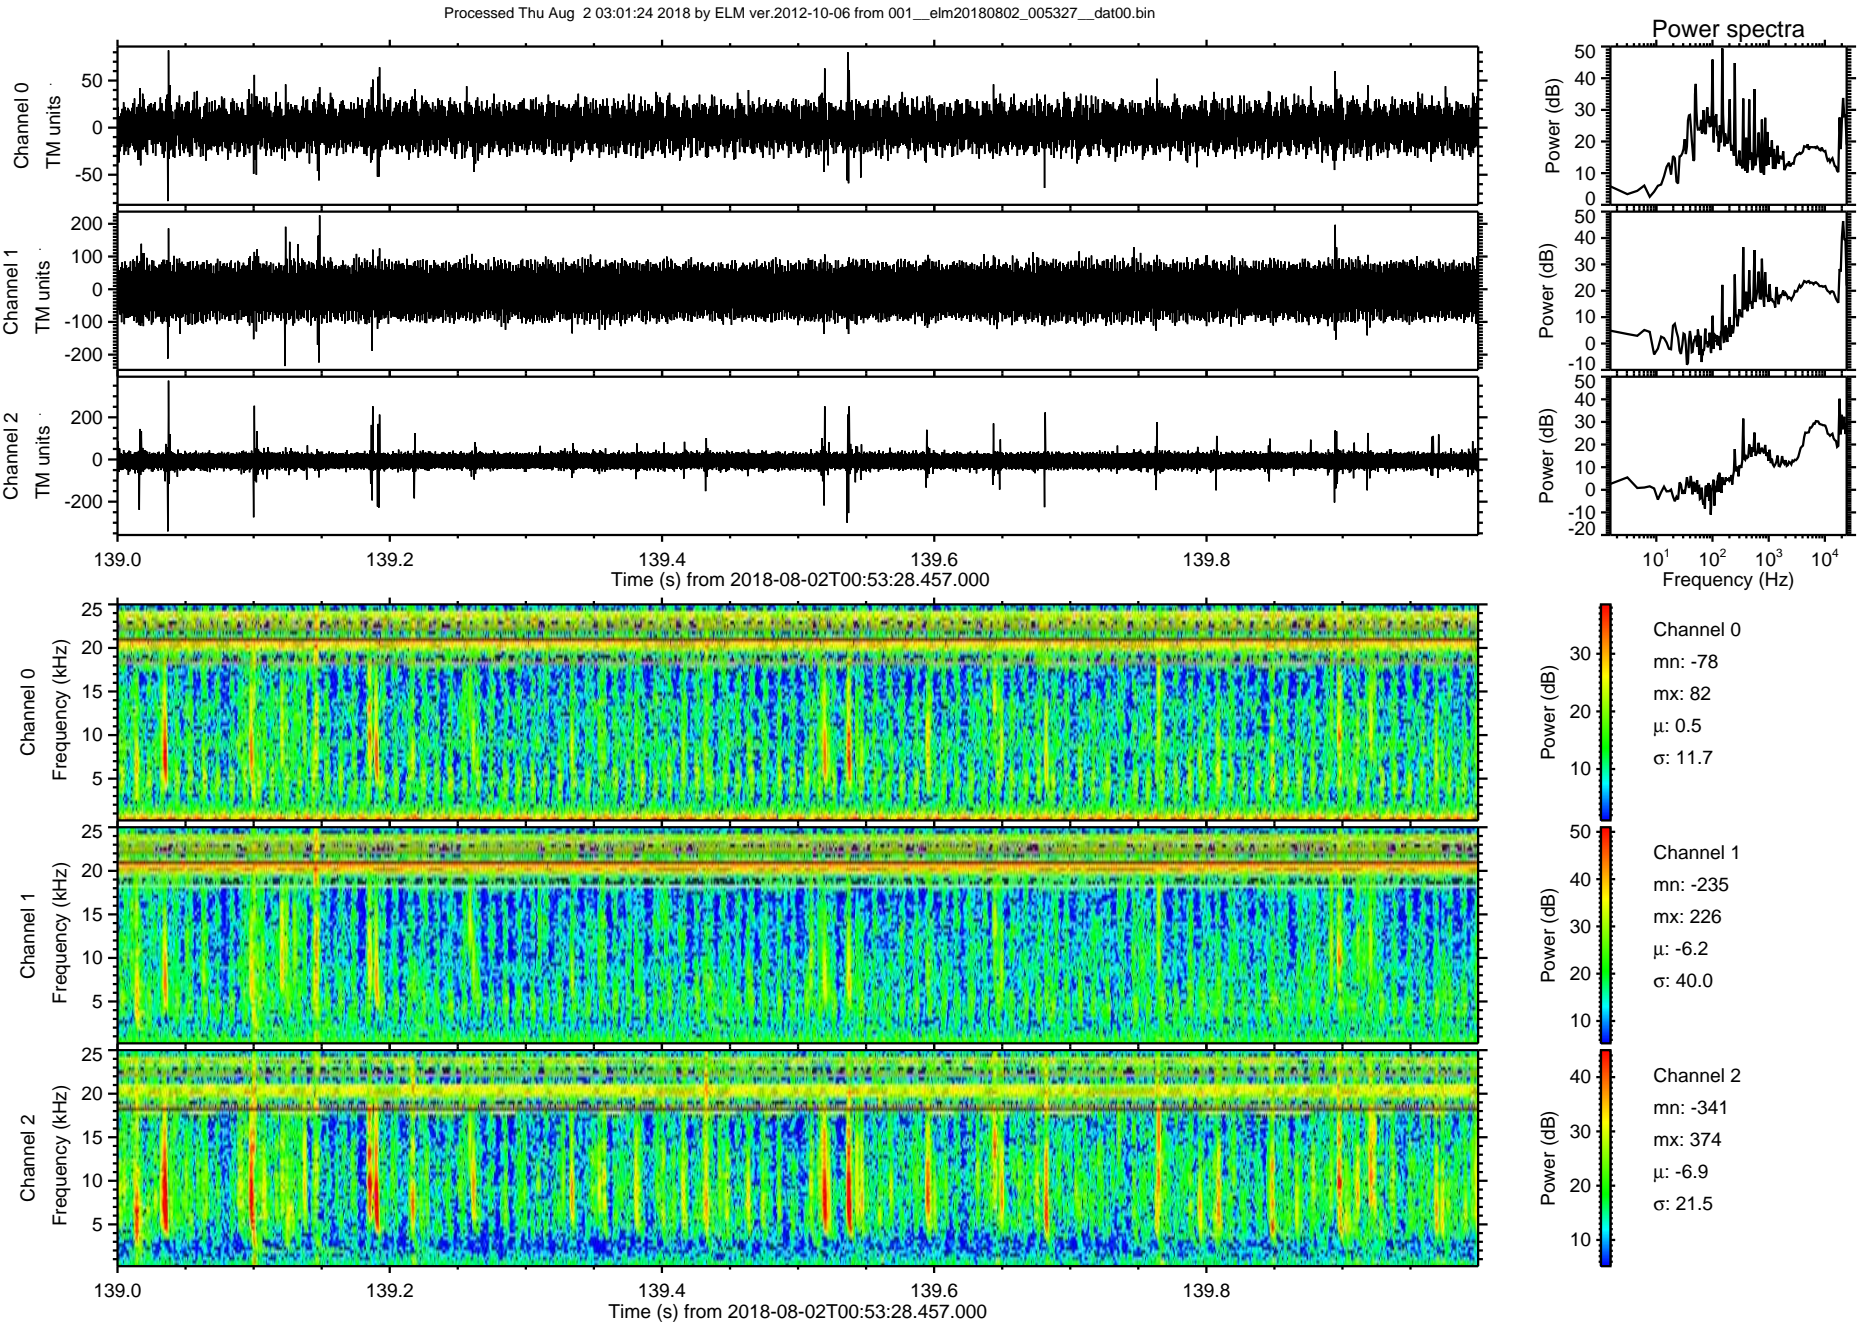 Processed Thu Aug  2 03:01:24 2018 by ELM ver.2012-10-06 from 001__elm20180802_005327__dat00.bin
Power spectra
Channel 0
TM units
50
0
-50
Power (dB)
50
40
30
20
10
0
Channel 1
TM units
200
100
0
-100
-200
Power (dB)
50
40
30
20
10
0
-10
Channel 2
TM units
200
0
-200
Power (dB)
50
40
30
20
10
0
-10
-20
139.0 139.2 139.4 139.6 139.8
Time (s) from 2018-08-02T00:53:28.457.000
10¹ 10² 10³ 10⁴
Frequency (Hz)
Channel 0
Frequency (kHz)
25
20
15
10
5
Power (dB)
30
20
10
Channel 0
mn: -78
mx: 82
μ: 0.5
σ: 11.7
Channel 1
Frequency (kHz)
25
20
15
10
5
Power (dB)
50
40
30
20
10
Channel 1
mn: -235
mx: 226
μ: -6.2
σ: 40.0
Channel 2
Frequency (kHz)
25
20
15
10
5
Power (dB)
40
30
20
10
Channel 2
mn: -341
mx: 374
μ: -6.9
σ: 21.5
139.0 139.2 139.4 139.6 139.8
Time (s) from 2018-08-02T00:53:28.457.000